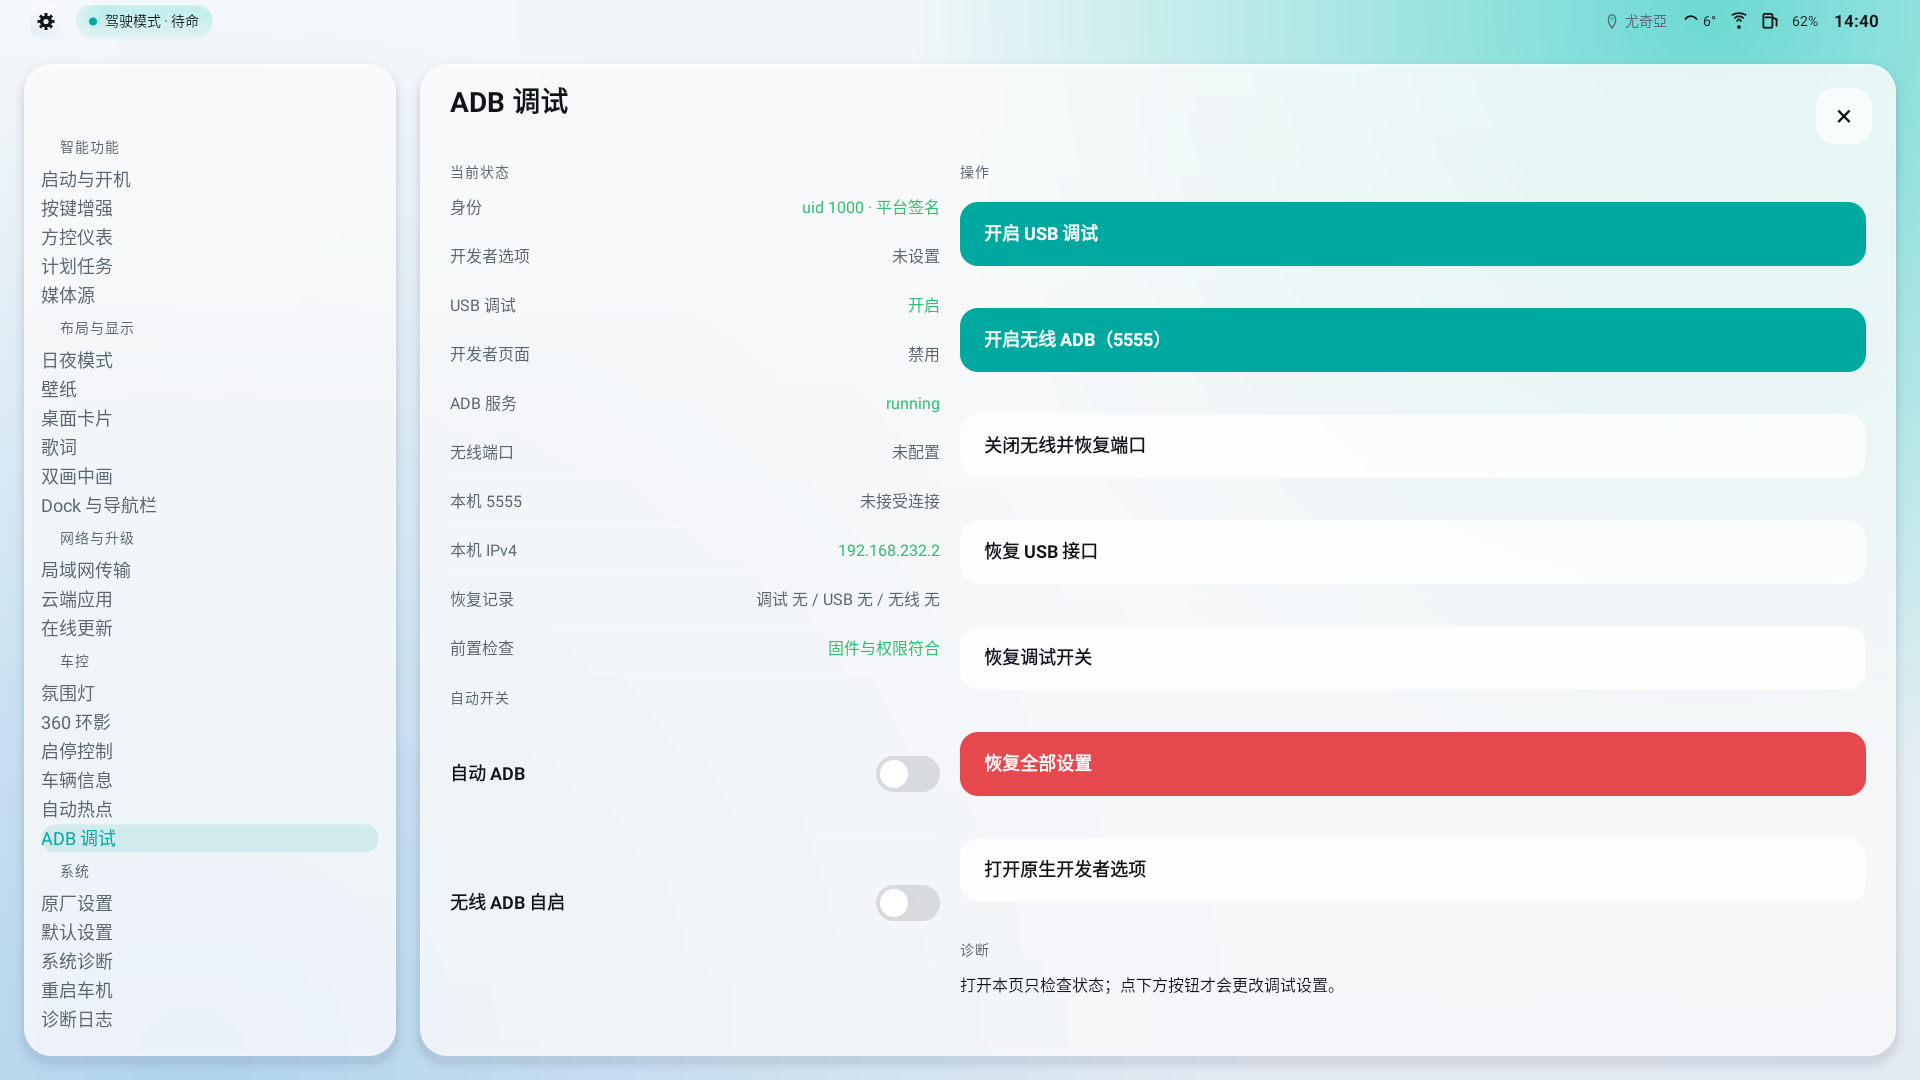 驾驶模式 · 待命
尤奇亞
6°
62%
14:40
智能功能
启动与开机
按键增强
方控仪表
计划任务
媒体源
布局与显示
日夜模式
壁纸
桌面卡片
歌词
双画中画
Dock 与导航栏
网络与升级
局域网传输
云端应用
在线更新
车控
氛围灯
360 环影
启停控制
车辆信息
自动热点
ADB 调试
系统
原厂设置
默认设置
系统诊断
重启车机
诊断日志
ADB 调试
当前状态
身份 uid 1000 · 平台签名
开发者选项 未设置
USB 调试 开启
开发者页面 禁用
ADB 服务 running
无线端口 未配置
本机 5555 未接受连接
本机 IPv4 192.168.232.2
恢复记录 调试 无 / USB 无 / 无线 无
前置检查 固件与权限符合
自动开关
自动 ADB
无线 ADB 自启
操作
开启 USB 调试
开启无线 ADB（5555）
关闭无线并恢复端口
恢复 USB 接口
恢复调试开关
恢复全部设置
打开原生开发者选项
诊断
打开本页只检查状态；点下方按钮才会更改调试设置。